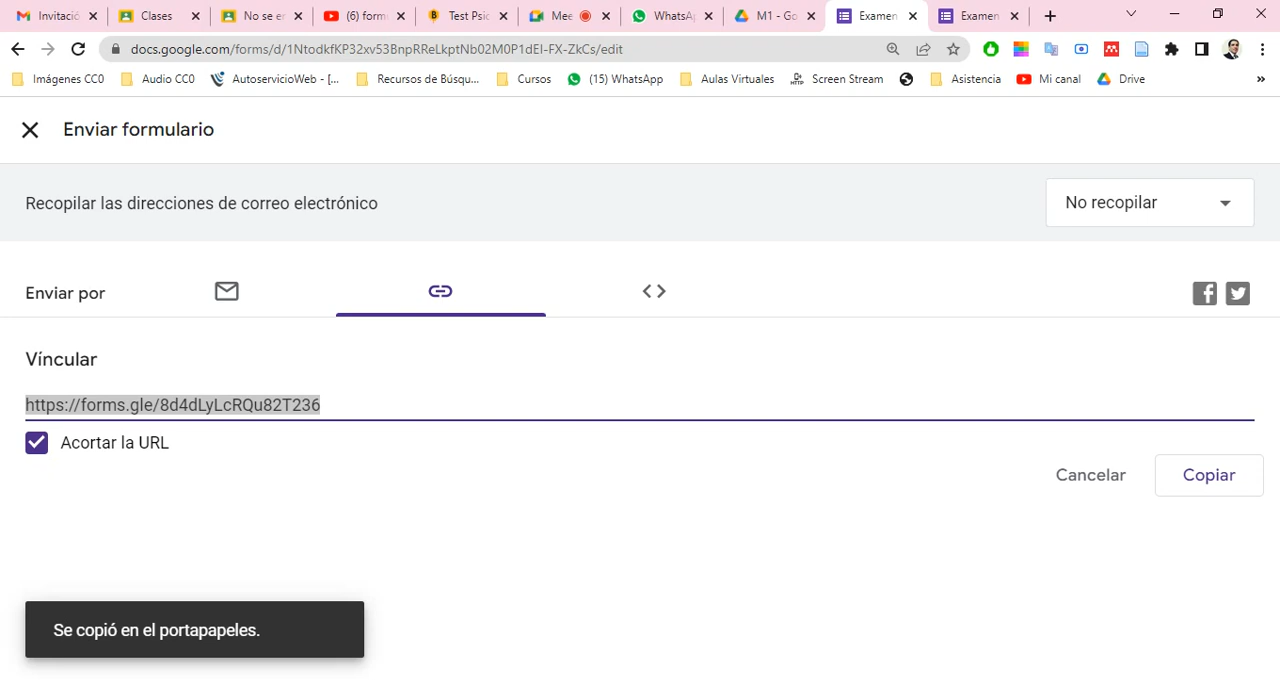 Invitació
Clases
No se en
(6) form
Test Psic
Mee
WhatsAp
M1 - Go
Examen
Examen
docs.google.com/forms/d/1NtodkfKP32xv53BnpRReLkptNb02M0P1dEI-FX-ZkCs/edit
Imágenes CC0
Audio CC0
AutoservicioWeb - [...
Recursos de Búsqu...
Cursos
(15) WhatsApp
Aulas Virtuales
Screen Stream
Asistencia
Mi canal
Drive
»
Enviar formulario
Recopilar las direcciones de correo electrónico
No recopilar
Enviar por
Víncular
https://forms.gle/8d4dLyLcRQu82T236
Acortar la URL
Cancelar
Copiar
Se copió en el portapapeles.